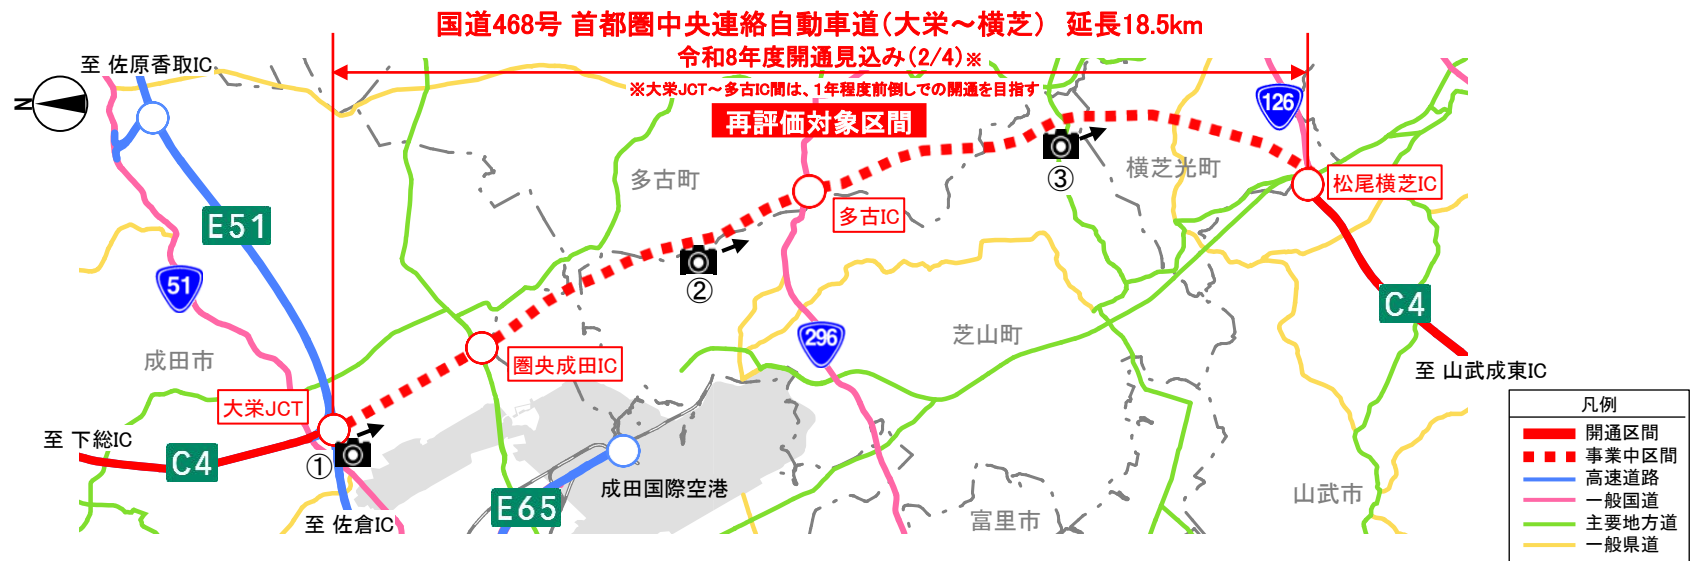 国道468号 首都圏中央連絡自動車道（大栄～横芝） 延長18.5km
令和8年度開通見込み（2/4）※
※大栄JCT～多古IC間は、1年程度前倒しでの開通を目指す
再評価対象区間
至 佐原香取IC
N
126
多古町
横芝光町
③
松尾横芝IC
多古IC
E51
51
②
C4
296
芝山町
成田市
圏央成田IC
至 山武成東IC
大栄JCT
至 下総IC
C4
①
成田国際空港
E65
至 佐倉IC
富里市
山武市
凡例
開通区間
事業中区間
高速道路
一般国道
主要地方道
一般県道